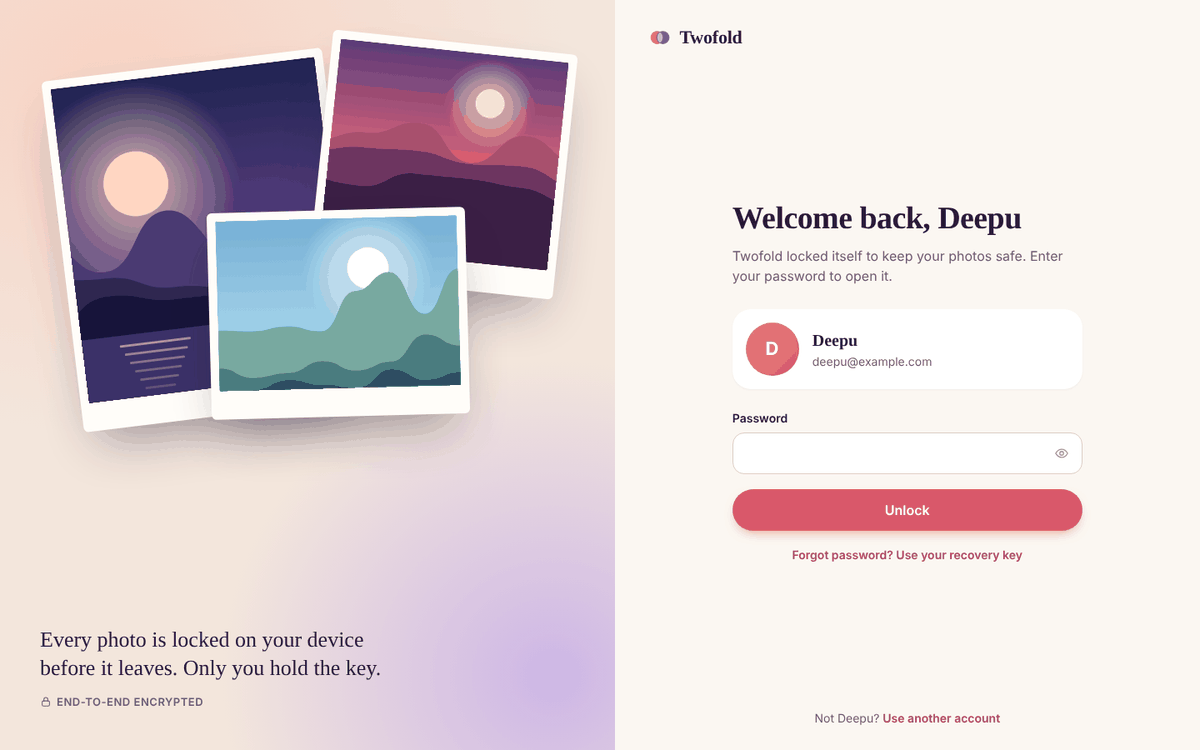 Twofold
Welcome back, Deepu
Twofold locked itself to keep your photos safe. Enter
your password to open it.
D
Deepu
deepu@example.com
Password
Unlock
Forgot password? Use your recovery key
Not Deepu? Use another account
Every photo is locked on your device
before it leaves. Only you hold the key.
END-TO-END ENCRYPTED